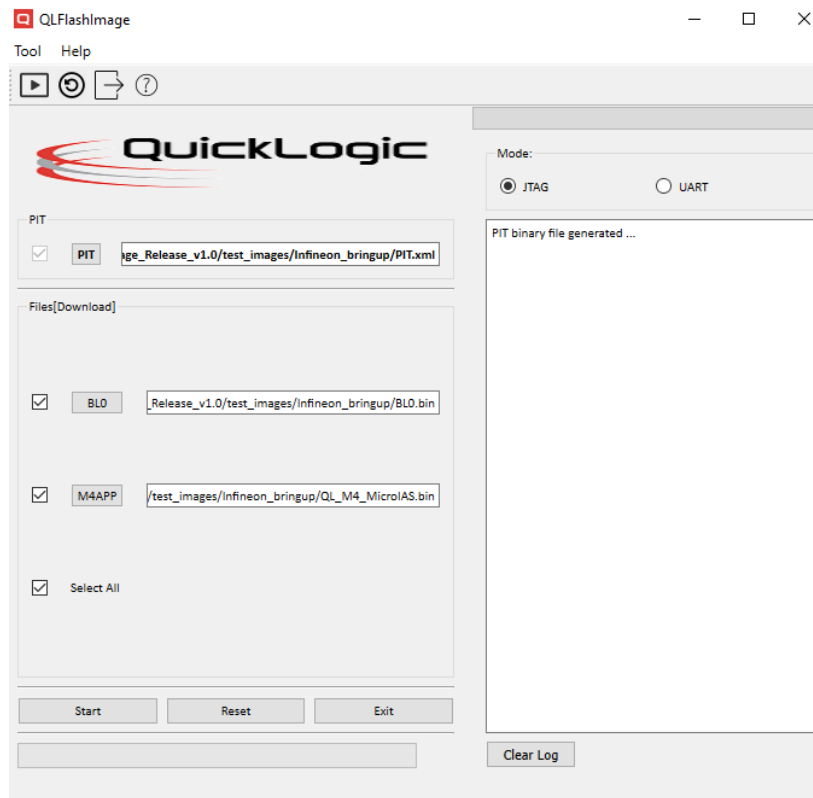 QLFlashImage
Tool Help
QuickLogic
PIT
PIT
age_Release_v1.0/test_images/Infineon_bringup/PIT.xml
Files[Download]
BL0
_Release_v1.0/test_images/Infineon_bringup/BL0.bin
M4APP
/test_images/Infineon_bringup/QL_M4_MicroIAS.bin
Select All
Start Reset Exit
Mode:
JTAG UART
PIT binary file generated ...
Clear Log